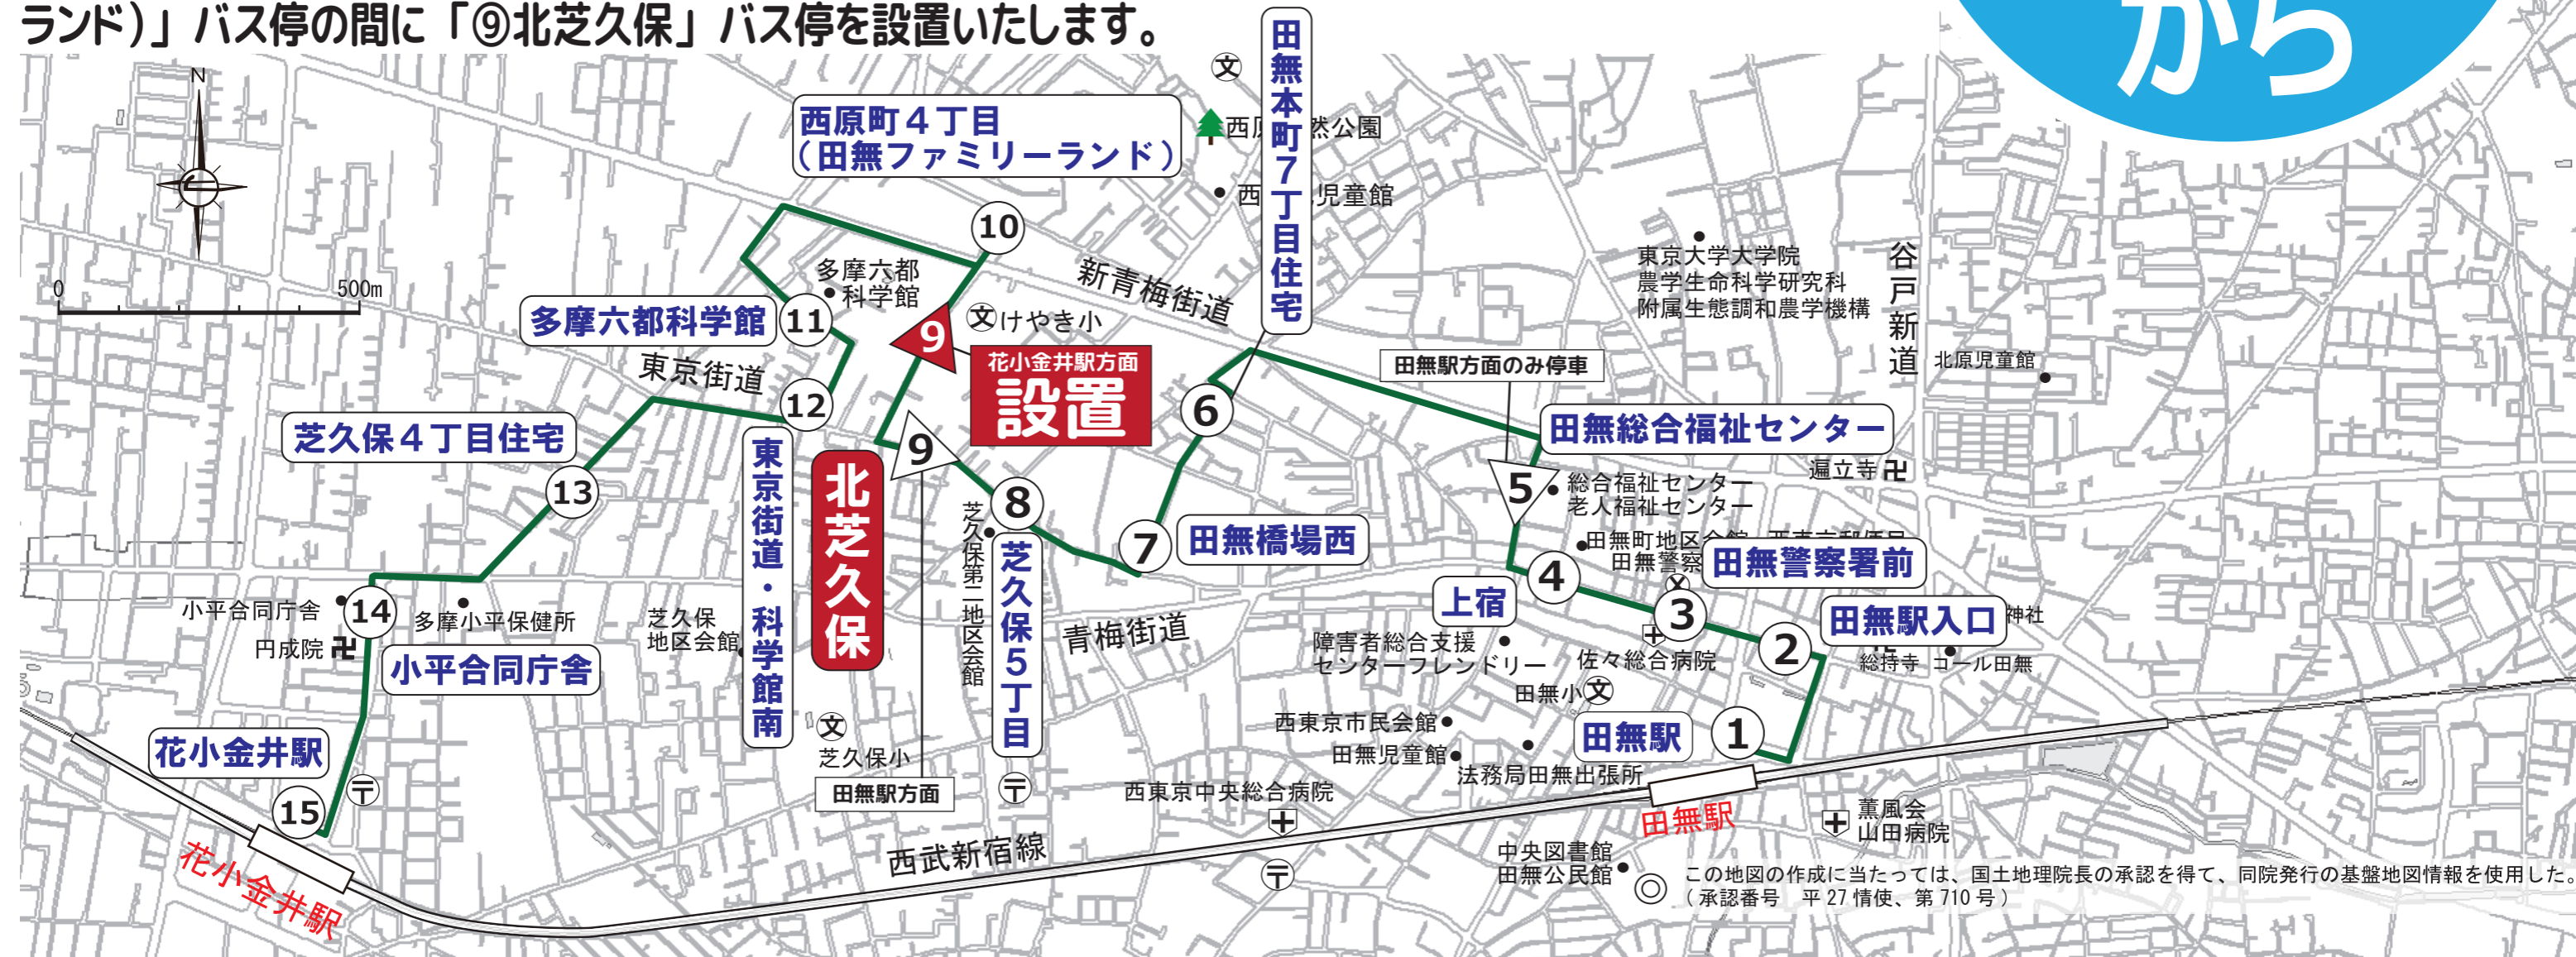 ランド）」バス停の間に「⑨北芝久保」バス停を設置いたします。
から
N
0
500m
西原町４丁目
（田無ファミリーランド）
文
田無本町７丁目住宅
10
多摩六都
科学館
多摩六都科学館
11
9
文
けやき小
新青梅街道
花小金井駅方面
設置
東京街道
12
東京街道・科学館南
芝久保４丁目住宅
13
北芝久保
9
田無駅方面
8
芝久保５丁目
芝久保第二地区会館
7
田無橋場西
6
田無駅方面のみ停車
東京大学大学院
農学生命科学研究科
附属生態調和農学機構
谷戸新道
北原児童館
田無総合福祉センター
5
総合福祉センター
老人福祉センター
遍立寺
卍
4
上宿
田無警察署前
3
田無駅入口
2
神社
総持寺
コール田無
青梅街道
障害者総合支援
センターフレンドリー
佐々総合病院
田無小
文
西東京市民会館
田無児童館
法務局田無出張所
田無駅
1
小平合同庁舎
14
円成院
卍
多摩小平保健所
小平合同庁舎
芝久保
地区会館
文
芝久保小
花小金井駅
15
〒
花小金井駅
西武新宿線
〒
西東京中央総合病院
〒
田無駅
薫風会
山田病院
中央図書館
田無公民館
この地図の作成に当たっては、国土地理院長の承認を得て、同院発行の基盤地図情報を使用した。
（承認番号　平 27 情使、第 710 号）